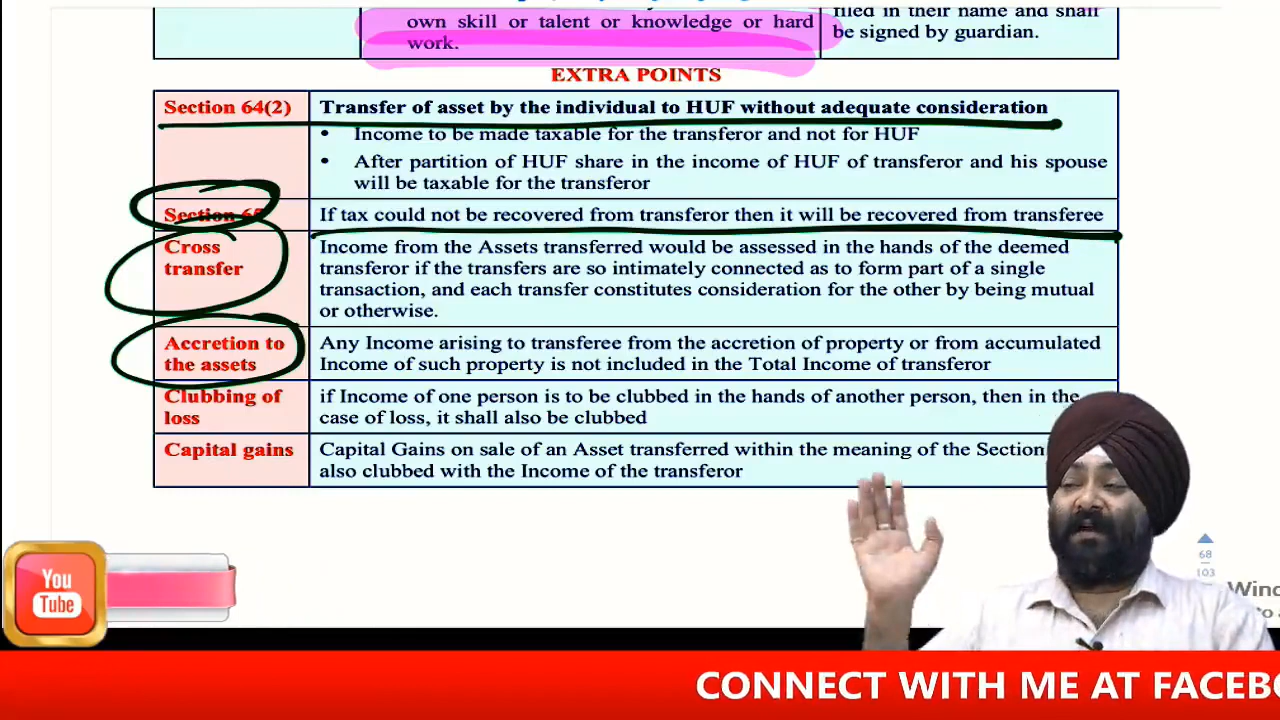 own skill or talent or knowledge or hard
work.
filed in their name and shall
be signed by guardian.
EXTRA POINTS
Section 64(2)
Transfer of asset by the individual to HUF without adequate consideration
• Income to be made taxable for the transferor and not for HUF
• After partition of HUF share in the income of HUF of transferor and his spouse
will be taxable for the transferor
Section 65
If tax could not be recovered from transferor then it will be recovered from transferee
Cross
transfer
Income from the Assets transferred would be assessed in the hands of the deemed
transferor if the transfers are so intimately connected as to form part of a single
transaction, and each transfer constitutes consideration for the other by being mutual
or otherwise.
Accretion to
the assets
Any Income arising to transferee from the accretion of property or from accumulated
Income of such property is not included in the Total Income of transferor
Clubbing of
loss
if Income of one person is to be clubbed in the hands of another person, then in the
case of loss, it shall also be clubbed
Capital gains
Capital Gains on sale of an Asset transferred within the meaning of the Section
also clubbed with the Income of the transferor
68
103
You
Tube
CONNECT WITH ME AT